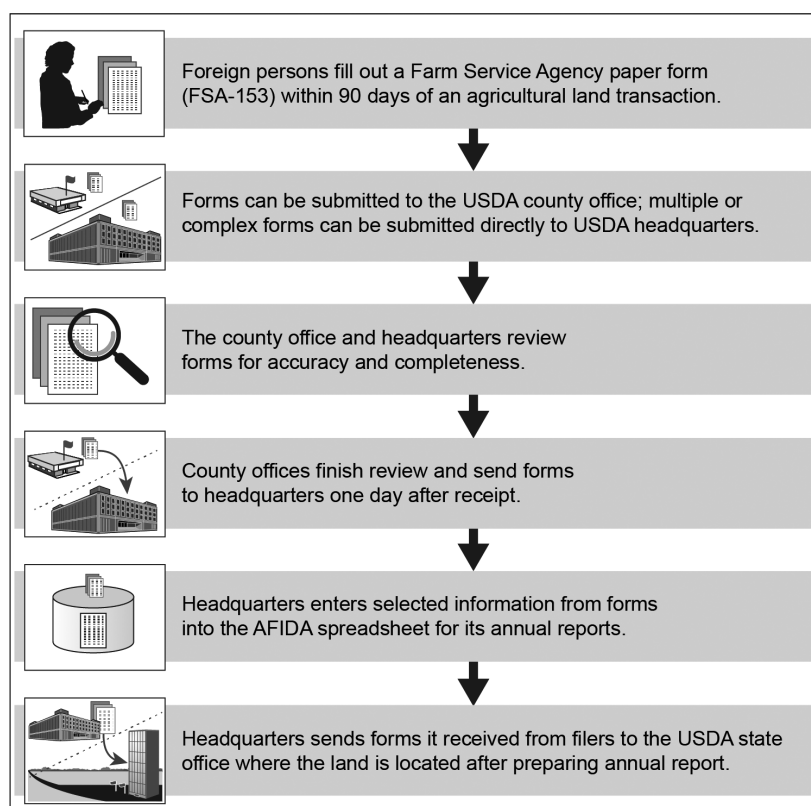 Foreign persons fill out a Farm Service Agency paper form
(FSA-153) within 90 days of an agricultural land transaction.
Forms can be submitted to the USDA county office; multiple or
complex forms can be submitted directly to USDA headquarters.
The county office and headquarters review
forms for accuracy and completeness.
County offices finish review and send forms
to headquarters one day after receipt.
Headquarters enters selected information from forms
into the AFIDA spreadsheet for its annual reports.
Headquarters sends forms it received from filers to the USDA state
office where the land is located after preparing annual report.